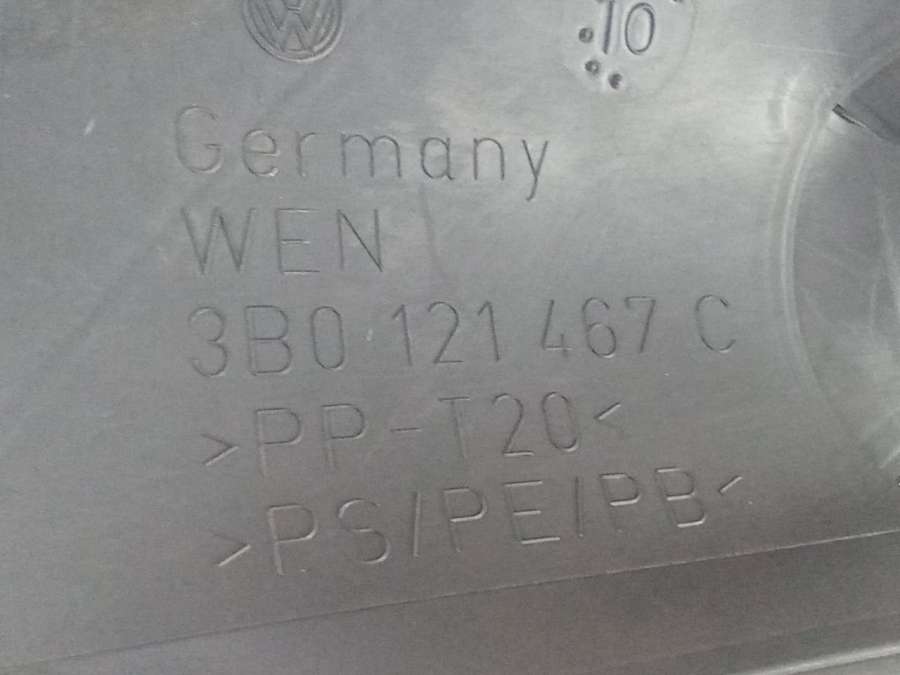 10
Germany
WEN
3B0 121 467 C
>PP-T20<
>PS/PE/PB<